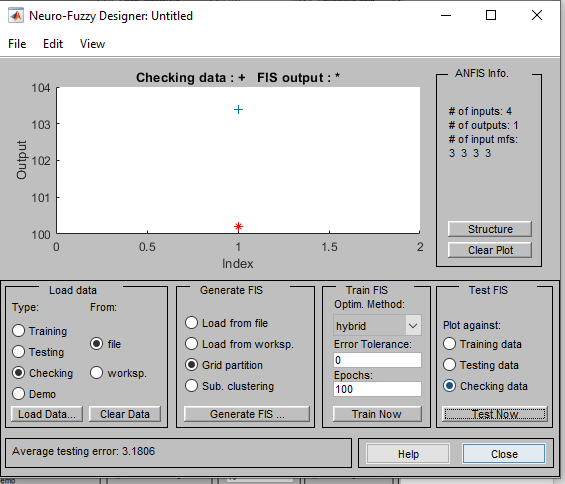 Neuro-Fuzzy Designer: Untitled
File Edit View
Checking data : + FIS output : *
104
103
102
101
100
Output
0 0.5 1 1.5 2
Index
ANFIS Info.
# of inputs: 4
# of outputs: 1
# of input mfs:
3 3 3 3
Structure
Clear Plot
Load data
Type: From:
Training
Testing
Checking
Demo
file
worksp.
Load Data... Clear Data
Generate FIS
Load from file
Load from worksp.
Grid partition
Sub. clustering
Generate FIS ...
Train FIS
Optim. Method:
hybrid
Error Tolerance:
0
Epochs:
100
Train Now
Test FIS
Plot against:
Training data
Testing data
Checking data
Test Now
Average testing error: 3.1806
Help Close